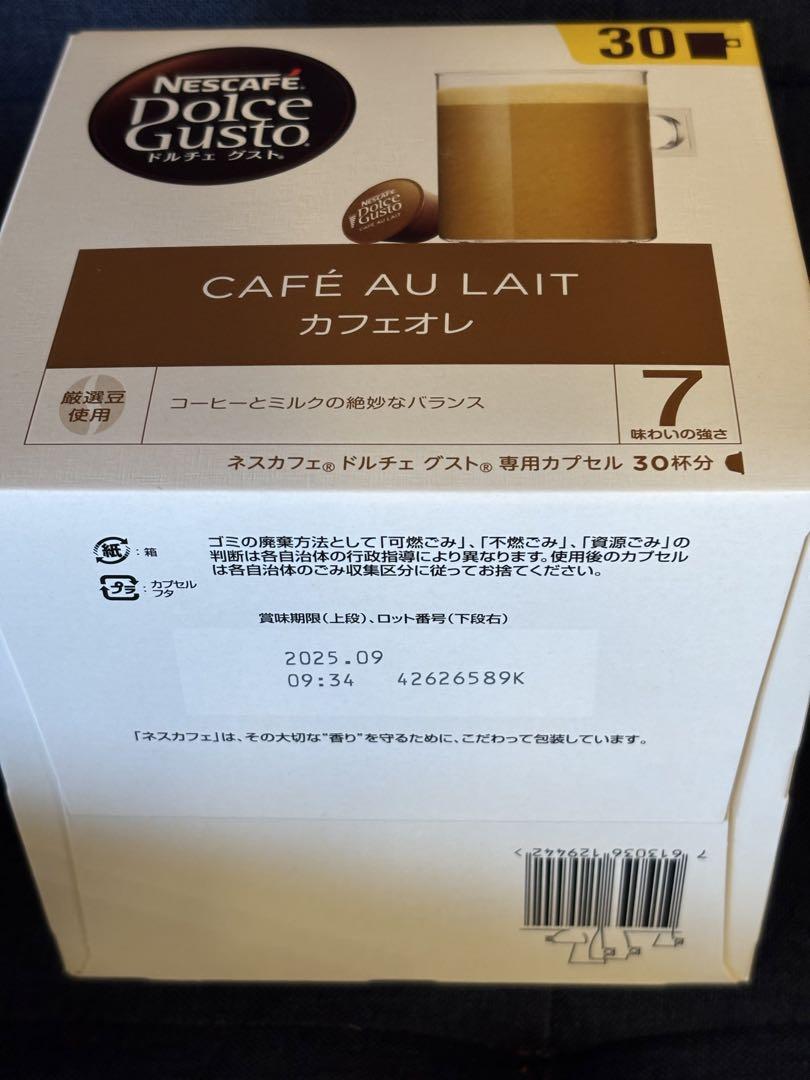 30
NESCAFÉ®
Dolce
Gusto®
ドルチェ グスト®
NESCAFÉ
Dolce
Gusto
CAFÉ AU LAIT
CAFÉ AU LAIT
カフェオレ
厳選豆
使用
コーヒーとミルクの絶妙なバランス
7
味わいの強さ
ネスカフェ® ドルチェ グスト® 専用カプセル 30杯分
紙 : 箱
プラ : カプセル
フタ
ゴミの廃棄方法として「可燃ごみ」、「不燃ごみ」、「資源ごみ」の
判断は各自治体の行政指導により異なります。使用後のカプセル
は各自治体のごみ収集区分に従ってお捨てください。
賞味期限(上段)、ロット番号(下段右)
2025.09
09:34 42626589K
「ネスカフェ」は、その大切な"香り"を守るために、こだわって包装しています。
7 613036 129442 >